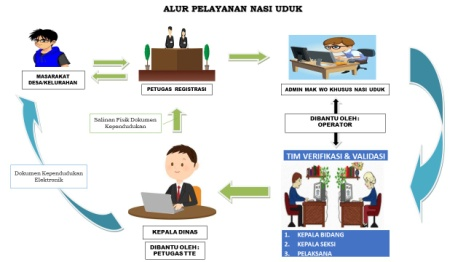 ALUR PELAYANAN NASI UDUK
MASARAKAT
DESA/KELURAHAN
PETUGAS REGISTRASI
ADMIN MAK WO KHUSUS NASI UDUK
Salinan Fisik Dokumen
Kependudukan
DIBANTU OLEH :
OPERATOR
TIM VERIFIKASI & VALIDASI
Dokumen Kependudukan
Elektronik
KEPALA DINAS
DIBANTU OLEH :
PETUGAS TTE
1. KEPALA BIDANG
2. KEPALA SEKSI
3. PELAKSANA